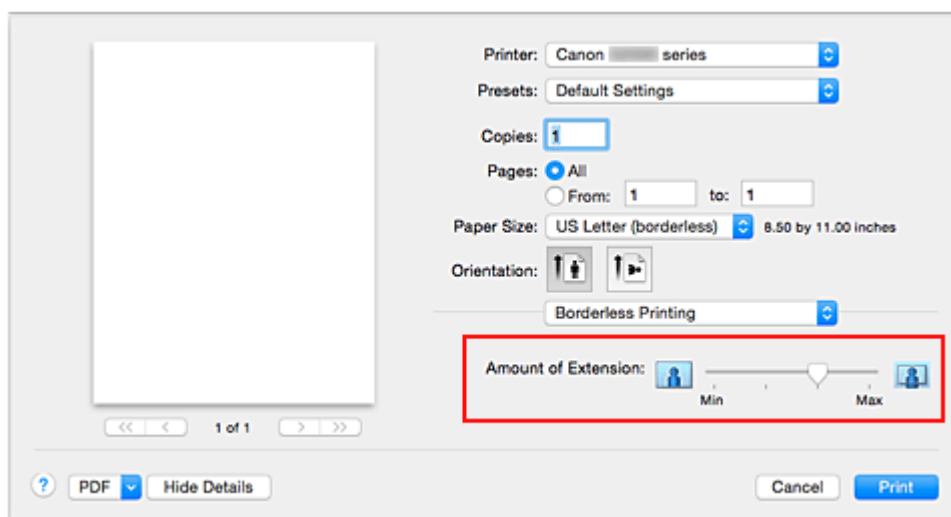 Printer: Canon series
Presets: Default Settings
Copies: 1
Pages: All
From: 1 to: 1
Paper Size: US Letter (borderless) 8.50 by 11.00 inches
Orientation:
Borderless Printing
Amount of Extension:
Min Max
<< < 1 of 1 > >>
? PDF Hide Details Cancel Print